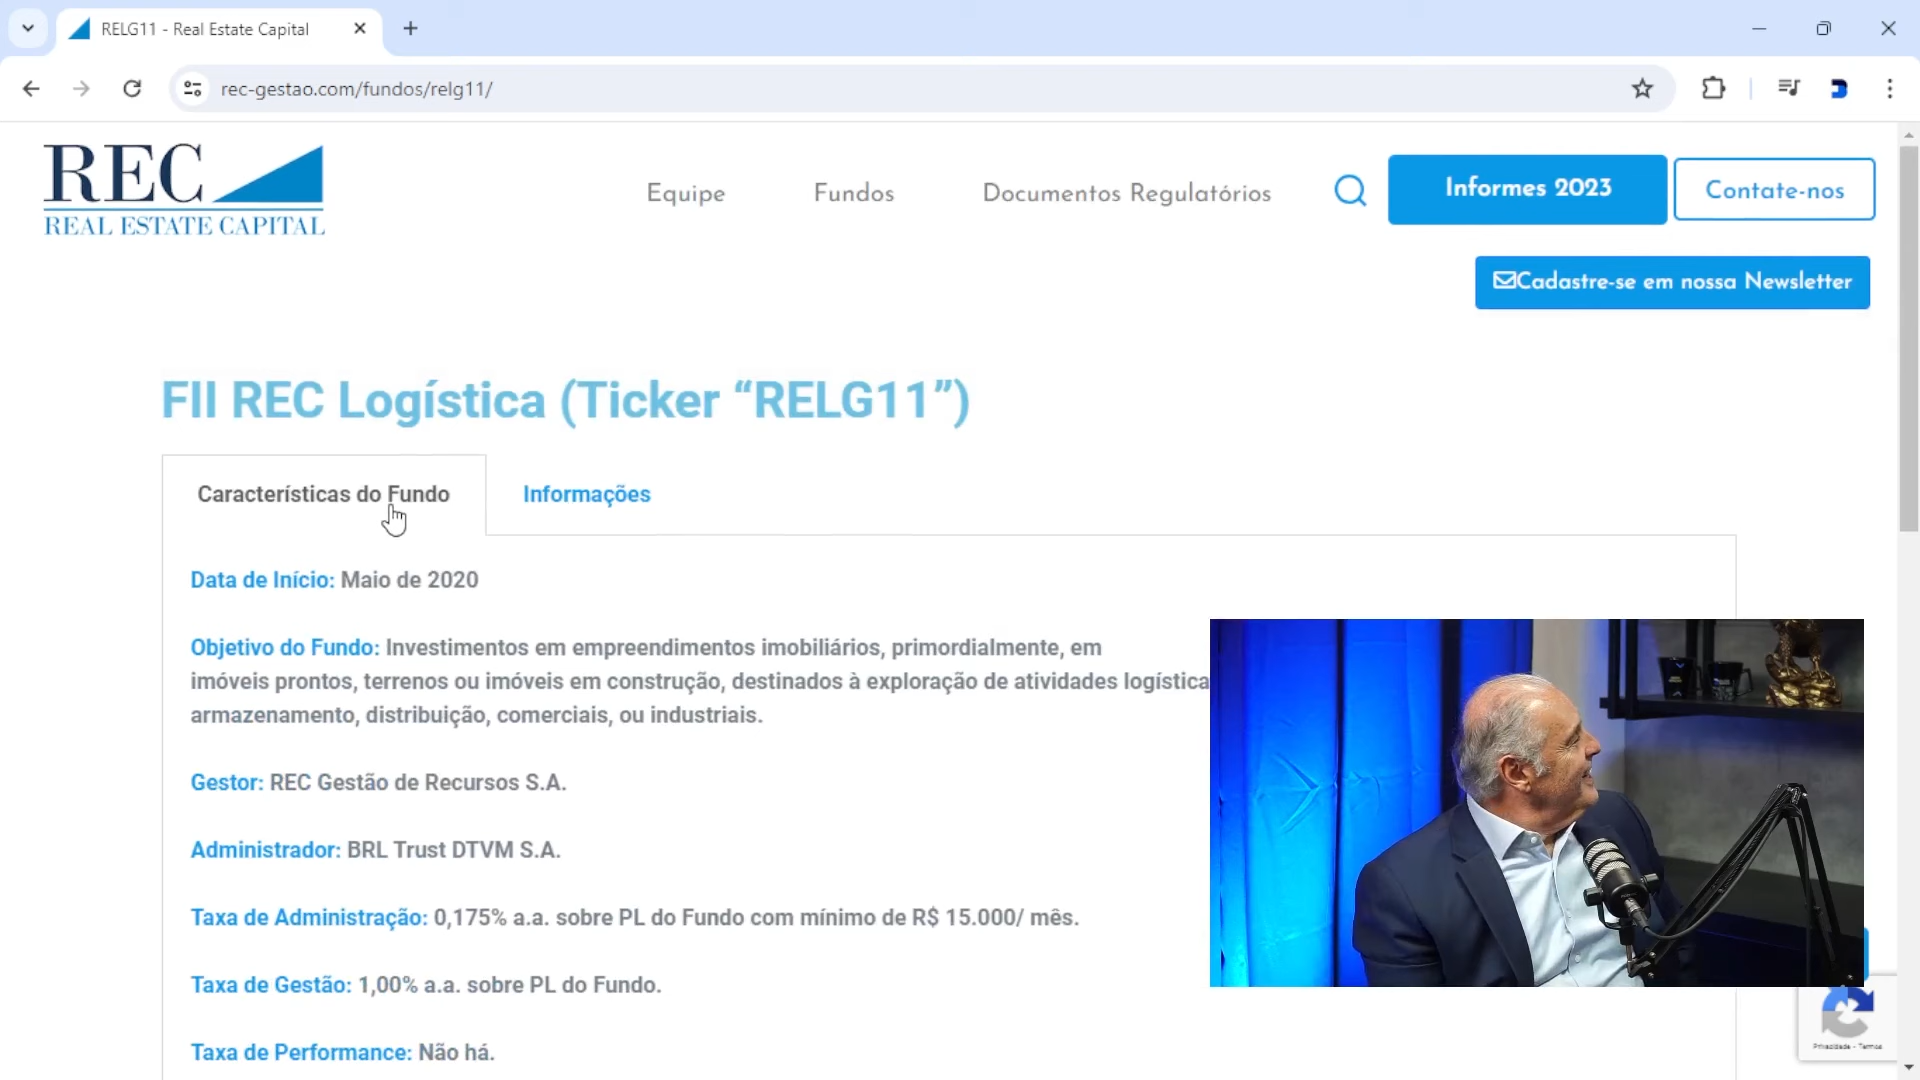 RELG11 - Real Estate Capital
rec-gestao.com/fundos/relg11/
REC
REAL ESTATE CAPITAL
Equipe
Fundos
Documentos Regulatórios
Informes 2023
Contate-nos
Cadastre-se em nossa Newsletter
FII REC Logística (Ticker “RELG11”)
Características do Fundo
Informações
Data de Início: Maio de 2020
Objetivo do Fundo: Investimentos em empreendimentos imobiliários, primordialmente, em
imóveis prontos, terrenos ou imóveis em construção, destinados à exploração de atividades logística
armazenamento, distribuição, comerciais, ou industriais.
Gestor: REC Gestão de Recursos S.A.
Administrador: BRL Trust DTVM S.A.
Taxa de Administração: 0,175% a.a. sobre PL do Fundo com mínimo de R$ 15.000/ mês.
Taxa de Gestão: 1,00% a.a. sobre PL do Fundo.
Taxa de Performance: Não há.
Privacidade - Termos